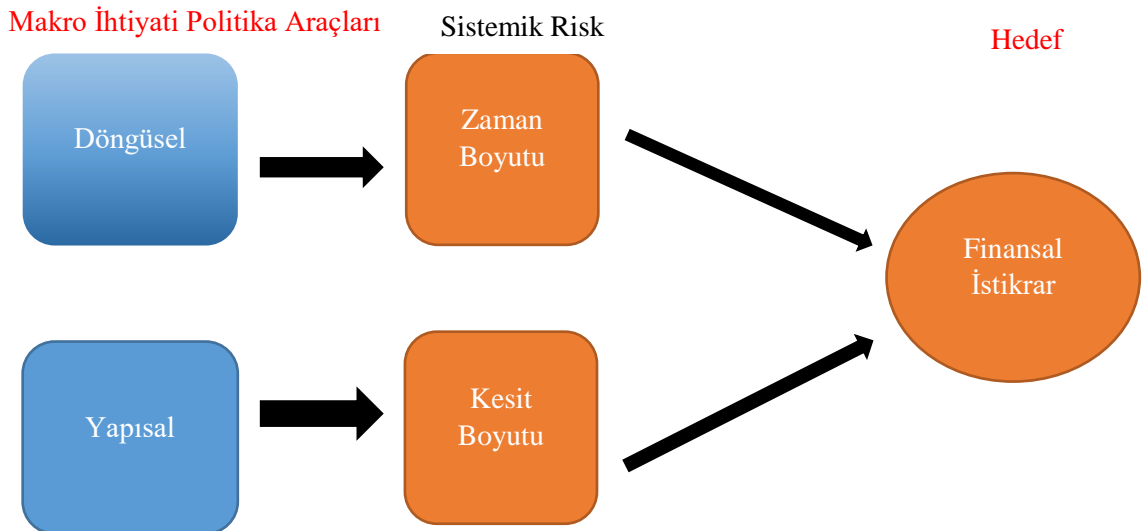 Makro İhtiyati Politika Araçları
Sistemik Risk
Hedef
Döngüsel
Zaman
Boyutu
Finansal
İstikrar
Yapısal
Kesit
Boyutu